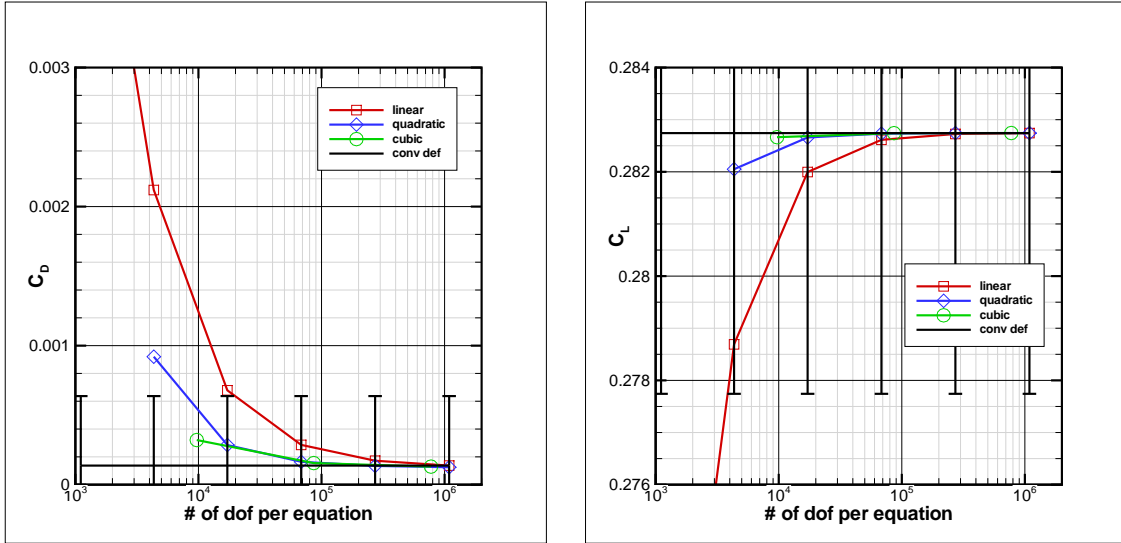 0.003
0.002
0.001
0
C_D
10^3
10^4
10^5
10^6
# of dof per equation
linear
quadratic
cubic
conv def
0.284
0.282
0.28
0.278
0.276
C_L
10^3
10^4
10^5
10^6
# of dof per equation
linear
quadratic
cubic
conv def